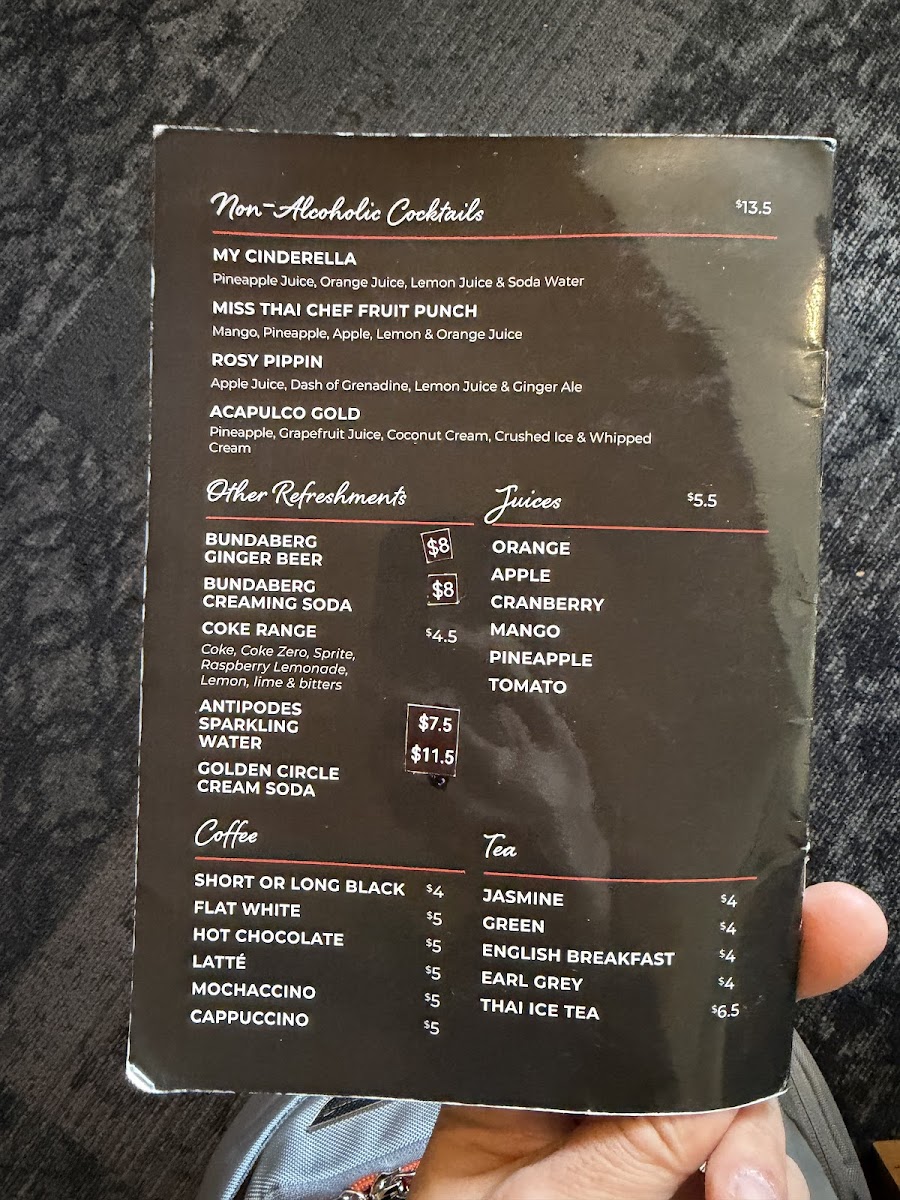 Non-Alcoholic Cocktails $13.5
MY CINDERELLA
Pineapple Juice, Orange Juice, Lemon Juice & Soda Water
MISS THAI CHEF FRUIT PUNCH
Mango, Pineapple, Apple, Lemon & Orange Juice
ROSY PIPPIN
Apple Juice, Dash of Grenadine, Lemon Juice & Ginger Ale
ACAPULCO GOLD
Pineapple, Grapefruit Juice, Coconut Cream, Crushed Ice & Whipped
Cream
Other Refreshments
BUNDABERG
GINGER BEER $8
BUNDABERG
CREAMING SODA $8
COKE RANGE $4.5
Coke, Coke Zero, Sprite,
Raspberry Lemonade,
Lemon, lime & bitters
ANTIPODES
SPARKLING $7.5
WATER $11.5
GOLDEN CIRCLE
CREAM SODA
Juices $5.5
ORANGE
APPLE
CRANBERRY
MANGO
PINEAPPLE
TOMATO
Coffee
SHORT OR LONG BLACK $4
FLAT WHITE $5
HOT CHOCOLATE $5
LATTÉ $5
MOCHACCINO $5
CAPPUCCINO $5
Tea
JASMINE $4
GREEN $4
ENGLISH BREAKFAST $4
EARL GREY $4
THAI ICE TEA $6.5